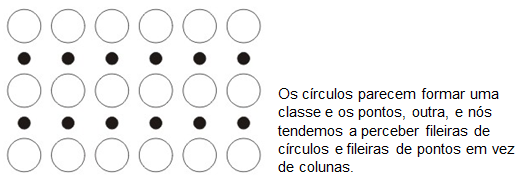 Os círculos parecem formar uma
classe e os pontos, outra, e nós
tendemos a perceber fileiras de
círculos e fileiras de pontos em vez
de colunas.